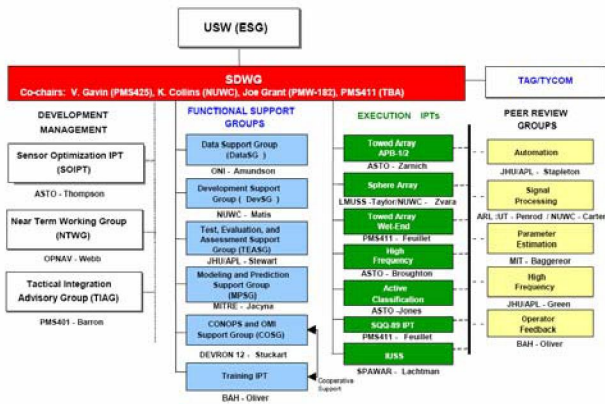 USW (ESG)
SDWG
Co-chairs: V. Gavin (PMS425), K. Collins (NUWC), Joe Grant (PMW-182), PMS411 (TBA)
TAG/TYCOM
DEVELOPMENT
MANAGEMENT
Sensor Optimization IPT
(SOIPT)
ASTO - Thompson
Near Term Working Group
(NTWG)
OPNAV - Webb
Tactical Integration
Advisory Group (TIAG)
PMS401 - Barron
FUNCTIONAL SUPPORT
GROUPS
Data Support Group
(DataSG )
ONI - Amundson
Development Support
Group ( DevSG )
NUWC - Matis
Test, Evaluation, and
Assessment Support Group
(TEASG)
JHU/APL - Stewart
Modeling and Prediction
Support Group
(MPSG)
MITRE - Jacyna
CONOPS and OMI
Support Group (COSG)
DEVRON 12 - Stuckart
Training IPT
BAH - Oliver
Cooperative
Support
EXECUTION IPTs
Towed Array
APB-1/2
ASTO - Zarnich
Sphere Array
LMUSS -Taylor/NUWC - Zvara
Towed Array
Wet-End
PMS411 - Feuillet
High
Frequency
ASTO - Broughton
Active
Classification
ASTO -Jones
SQQ-89 IPT
PMS411 - Feuillet
IUSS
SPAWAR - Lachtman
PEER REVIEW
GROUPS
Automation
JHU/APL - Stapleton
Signal
Processing
ARL :UT - Penrod / NUWC - Carter
Parameter
Estimation
MIT - Baggereor
High
Frequency
JHU/APL - Green
Operator
Feedback
BAH - Oliver